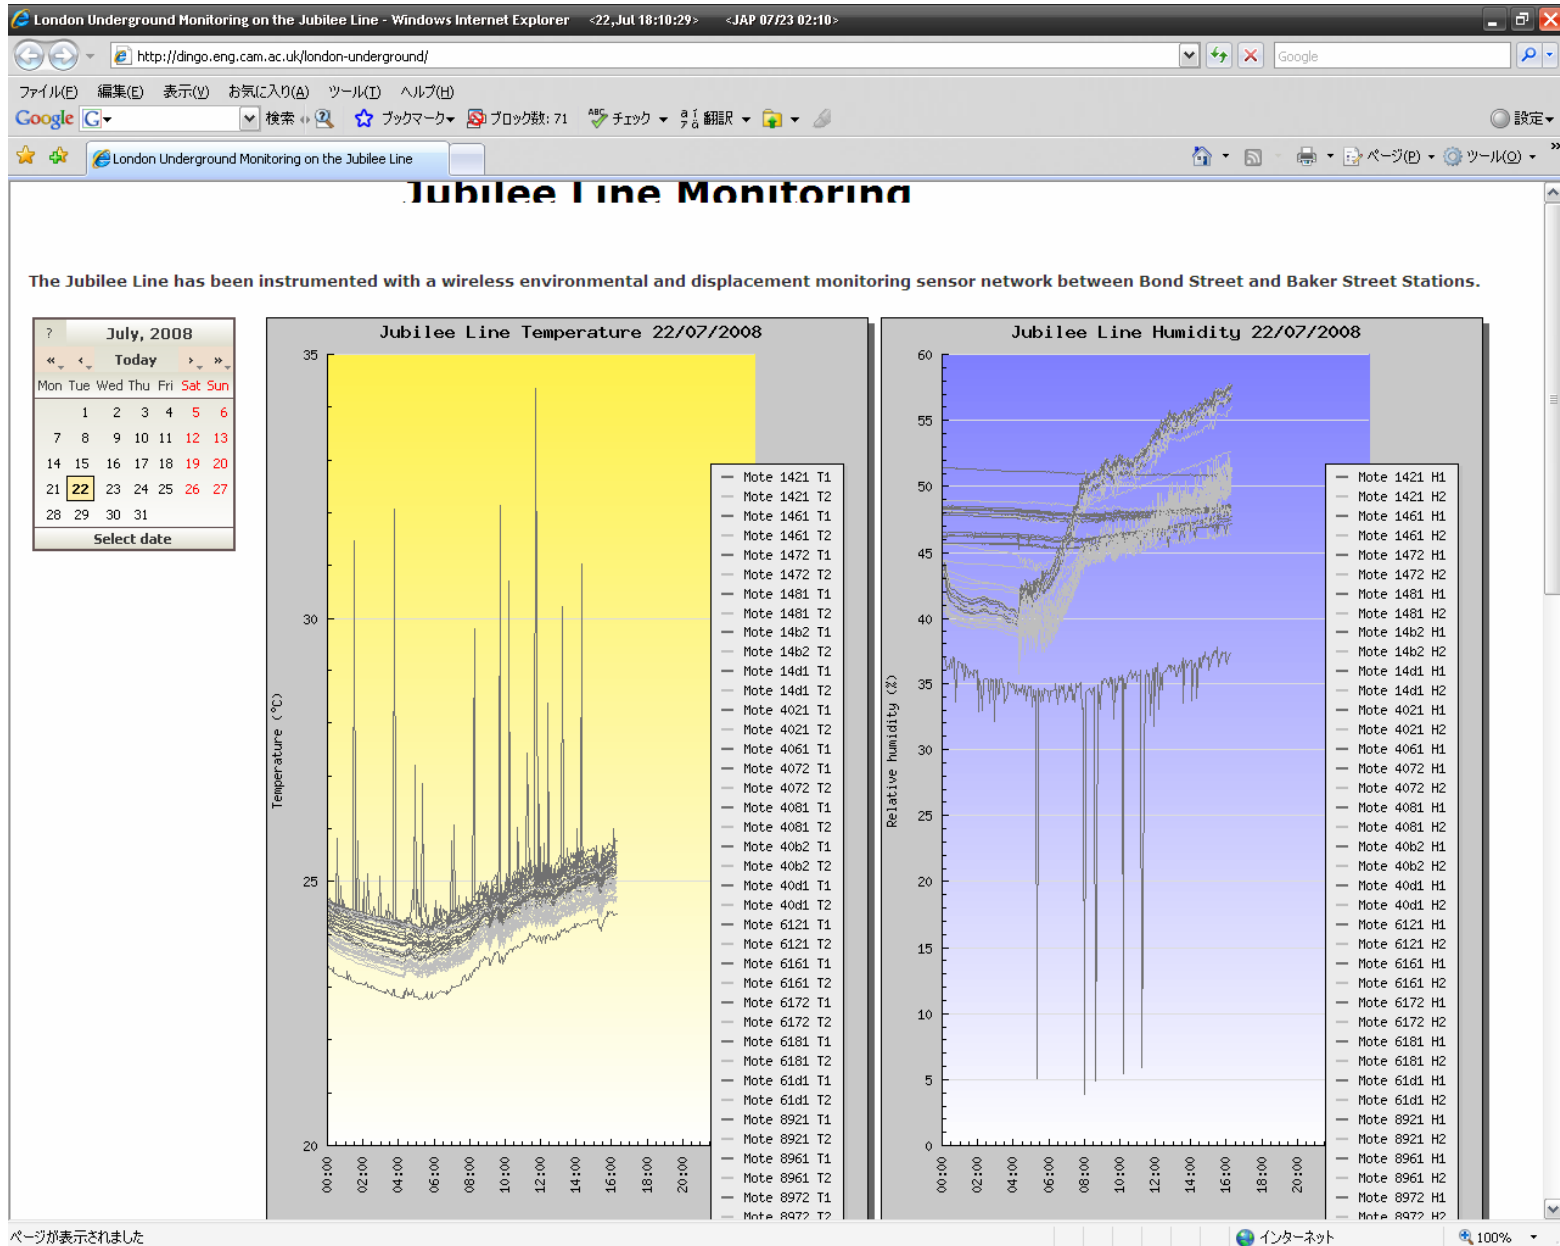 London Underground Monitoring on the Jubilee Line - Windows Internet Explorer <22,Jul 18:10:29> <JAP 07/23 02:10>
http://dingo.eng.cam.ac.uk/london-underground/
Google
ファイル(F) 編集(E) 表示(V) お気に入り(A) ツール(T) ヘルプ(H)
Google G 検索 ブックマーク ブロック数: 71 ABC チェック 翻訳 設定
London Underground Monitoring on the Jubilee Line
ページ(P) ツール(O) »
Jubilee Line Monitoring
The Jubilee Line has been instrumented with a wireless environmental and displacement monitoring sensor network between Bond Street and Baker Street Stations.
? July, 2008
« ‹ Today › »
Mon Tue Wed Thu Fri Sat Sun
1 2 3 4 5 6
7 8 9 10 11 12 13
14 15 16 17 18 19 20
21 22 23 24 25 26 27
28 29 30 31
Select date
Jubilee Line Temperature 22/07/2008
35
30
25
20
Temperature (°C)
00:00 02:00 04:00 06:00 08:00 10:00 12:00 14:00 16:00 18:00 20:00
Mote 1421 T1
Mote 1421 T2
Mote 1461 T1
Mote 1461 T2
Mote 1472 T1
Mote 1472 T2
Mote 1481 T1
Mote 1481 T2
Mote 14b2 T1
Mote 14b2 T2
Mote 14d1 T1
Mote 14d1 T2
Mote 4021 T1
Mote 4021 T2
Mote 4061 T1
Mote 4072 T1
Mote 4072 T2
Mote 4081 T1
Mote 4081 T2
Mote 40b2 T1
Mote 40b2 T2
Mote 40d1 T1
Mote 40d1 T2
Mote 6121 T1
Mote 6121 T2
Mote 6161 T1
Mote 6161 T2
Mote 6172 T1
Mote 6172 T2
Mote 6181 T1
Mote 6181 T2
Mote 61d1 T1
Mote 61d1 T2
Mote 8921 T1
Mote 8921 T2
Mote 8961 T1
Mote 8961 T2
Mote 8972 T1
Mote 8972 T2
Jubilee Line Humidity 22/07/2008
60
55
50
45
40
35
30
25
20
15
10
5
0
Relative humidity (%)
00:00 02:00 04:00 06:00 08:00 10:00 12:00 14:00 16:00 18:00 20:00
Mote 1421 H1
Mote 1421 H2
Mote 1461 H1
Mote 1461 H2
Mote 1472 H1
Mote 1472 H2
Mote 1481 H1
Mote 1481 H2
Mote 14b2 H1
Mote 14b2 H2
Mote 14d1 H1
Mote 14d1 H2
Mote 4021 H1
Mote 4021 H2
Mote 4061 H1
Mote 4072 H1
Mote 4072 H2
Mote 4081 H1
Mote 4081 H2
Mote 40b2 H1
Mote 40b2 H2
Mote 40d1 H1
Mote 40d1 H2
Mote 6121 H1
Mote 6121 H2
Mote 6161 H1
Mote 6161 H2
Mote 6172 H1
Mote 6172 H2
Mote 6181 H1
Mote 6181 H2
Mote 61d1 H1
Mote 61d1 H2
Mote 8921 H1
Mote 8921 H2
Mote 8961 H1
Mote 8961 H2
Mote 8972 H1
Mote 8972 H2
ページが表示されました インターネット 100%